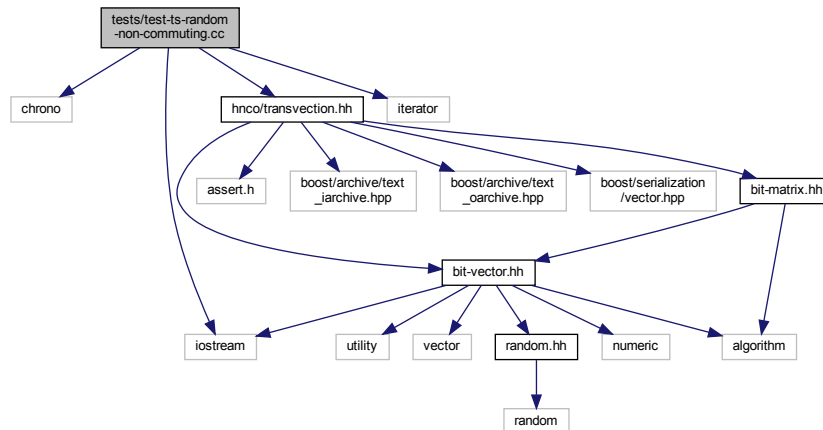 tests/test-ts-random
-non-commuting.cc
chrono
hnco/transvection.hh
iterator
assert.h
boost/archive/text
_iarchive.hpp
boost/archive/text
_oarchive.hpp
boost/serialization
/vector.hpp
bit-matrix.hh
bit-vector.hh
iostream
utility
vector
random.hh
numeric
algorithm
random